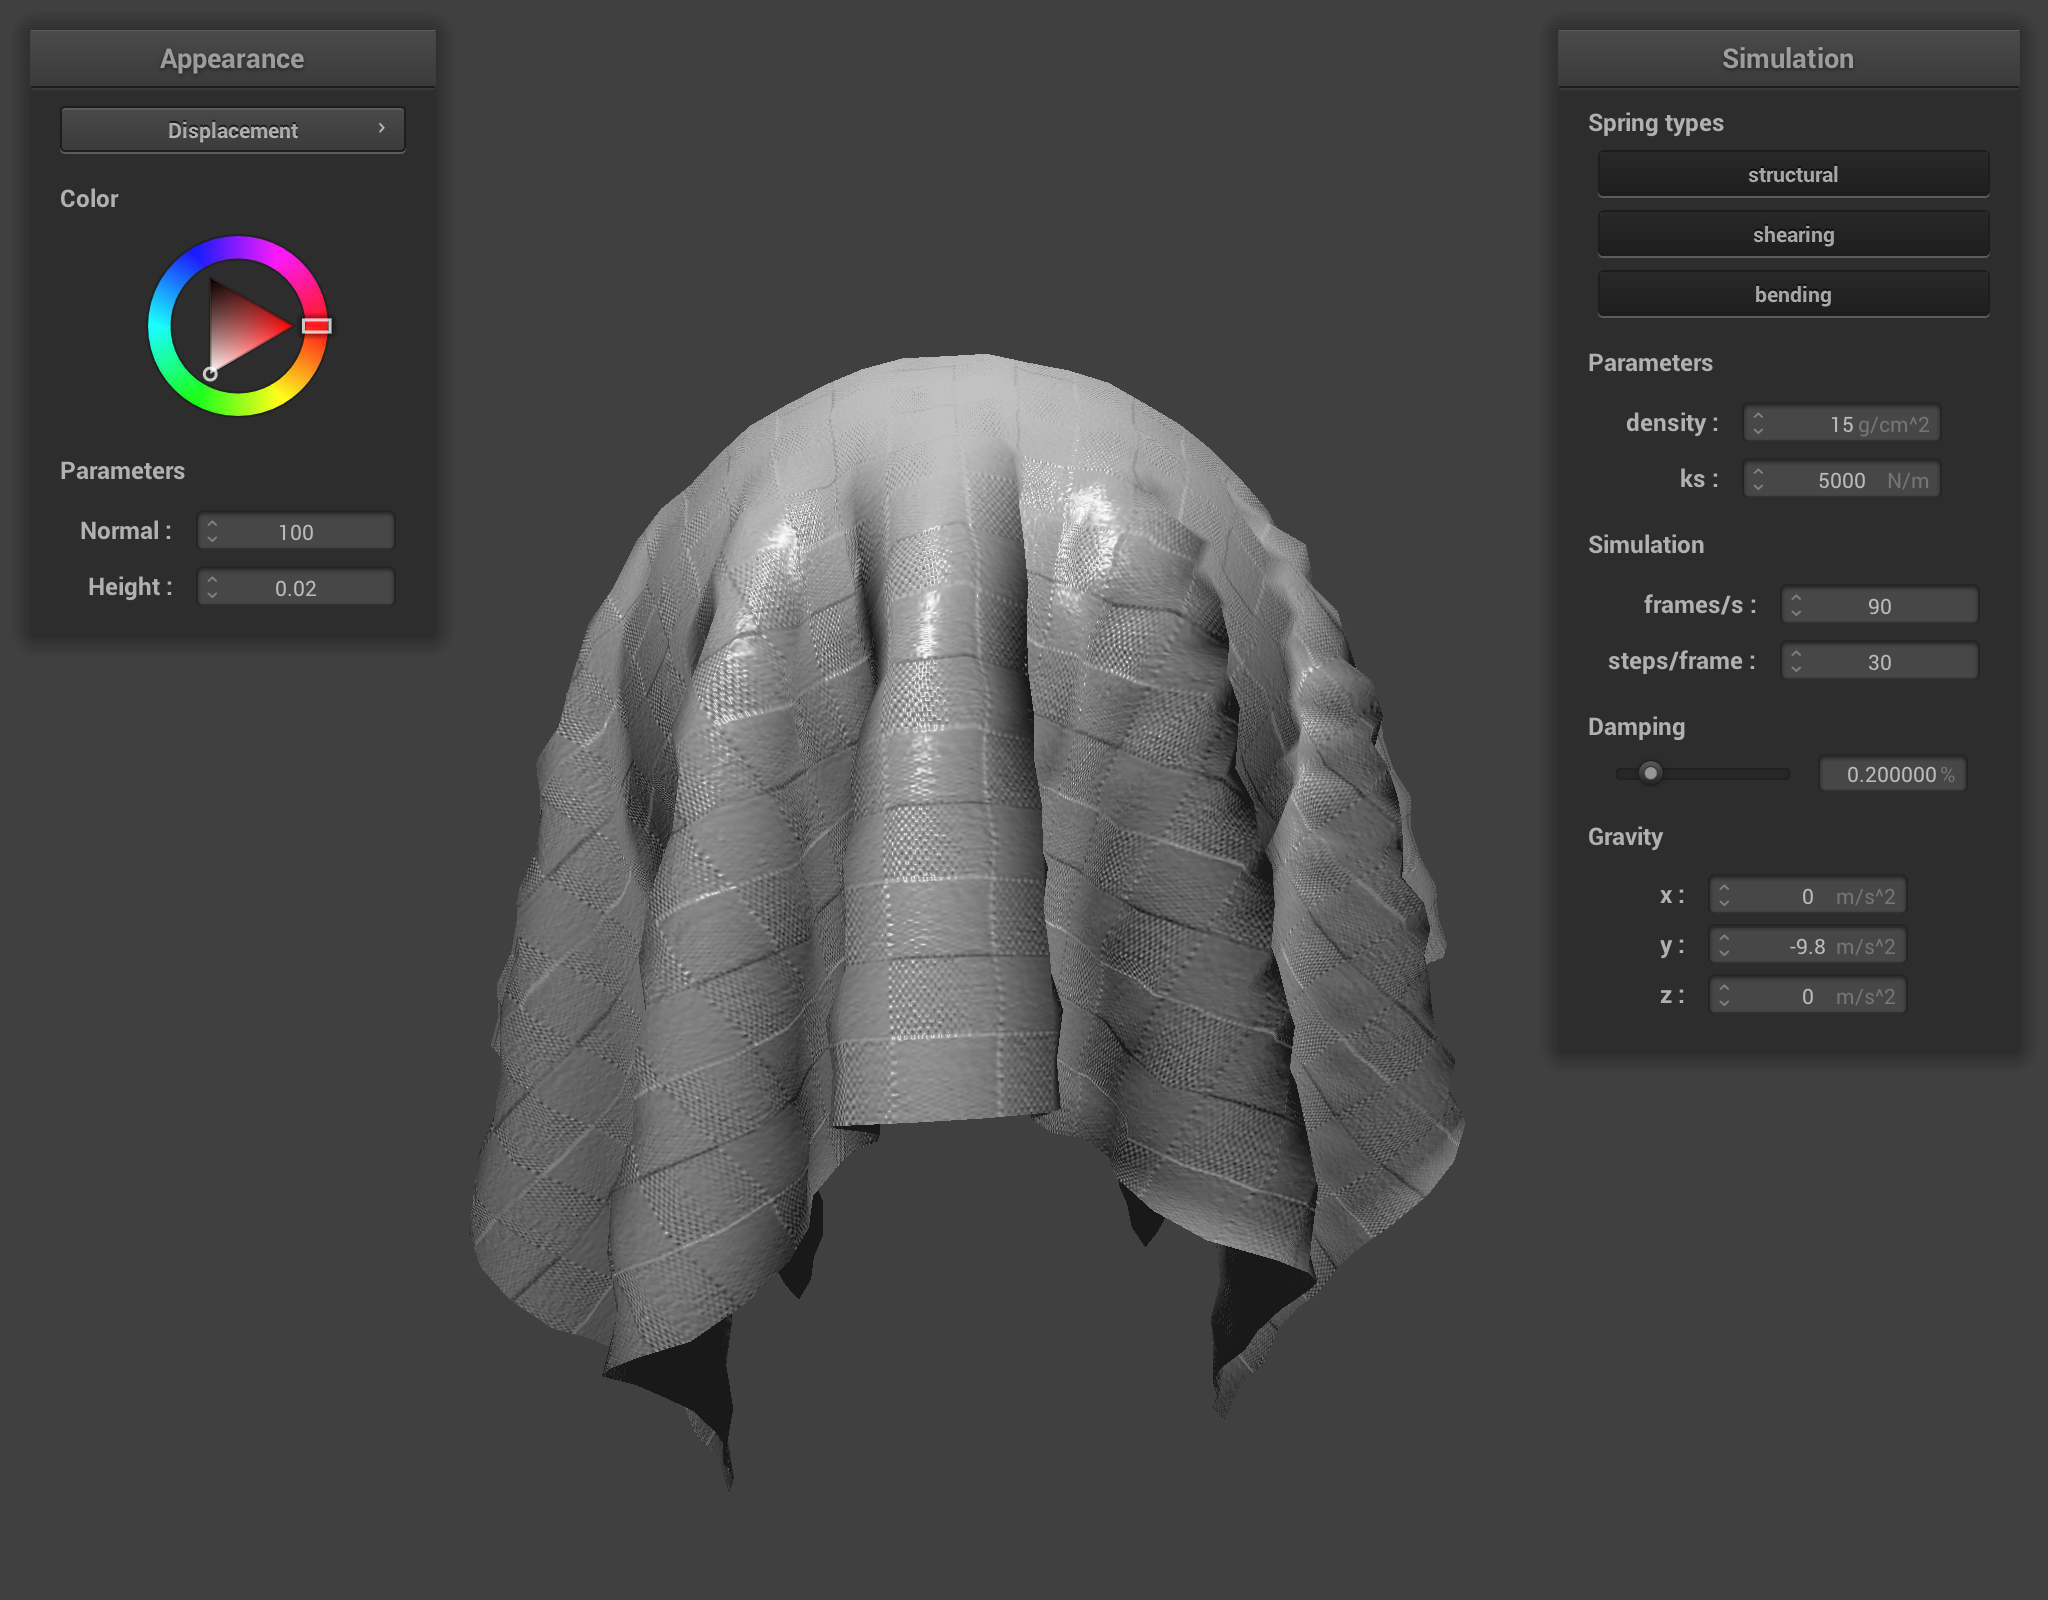 Appearance
Displacement
Color
Parameters
Normal : 100
Height : 0.02
Simulation
Spring types
structural
shearing
bending
Parameters
density : 15 g/cm^2
ks : 5000 N/m
Simulation
frames/s : 90
steps/frame : 30
Damping
0.200000 %
Gravity
x : 0 m/s^2
y : -9.8 m/s^2
z : 0 m/s^2